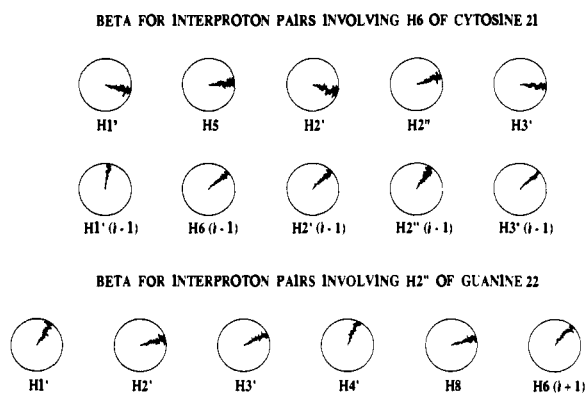 BETA FOR INTERPROTON PAIRS INVOLVING H6 OF CYTOSINE 21
H1' H5 H2' H2" H3'
H1' (i - 1) H6 (i - 1) H2' (i - 1) H2" (i - 1) H3' (i - 1)
BETA FOR INTERPROTON PAIRS INVOLVING H2" OF GUANINE 22
H1' H2' H3' H4' H8 H6 (i + 1)